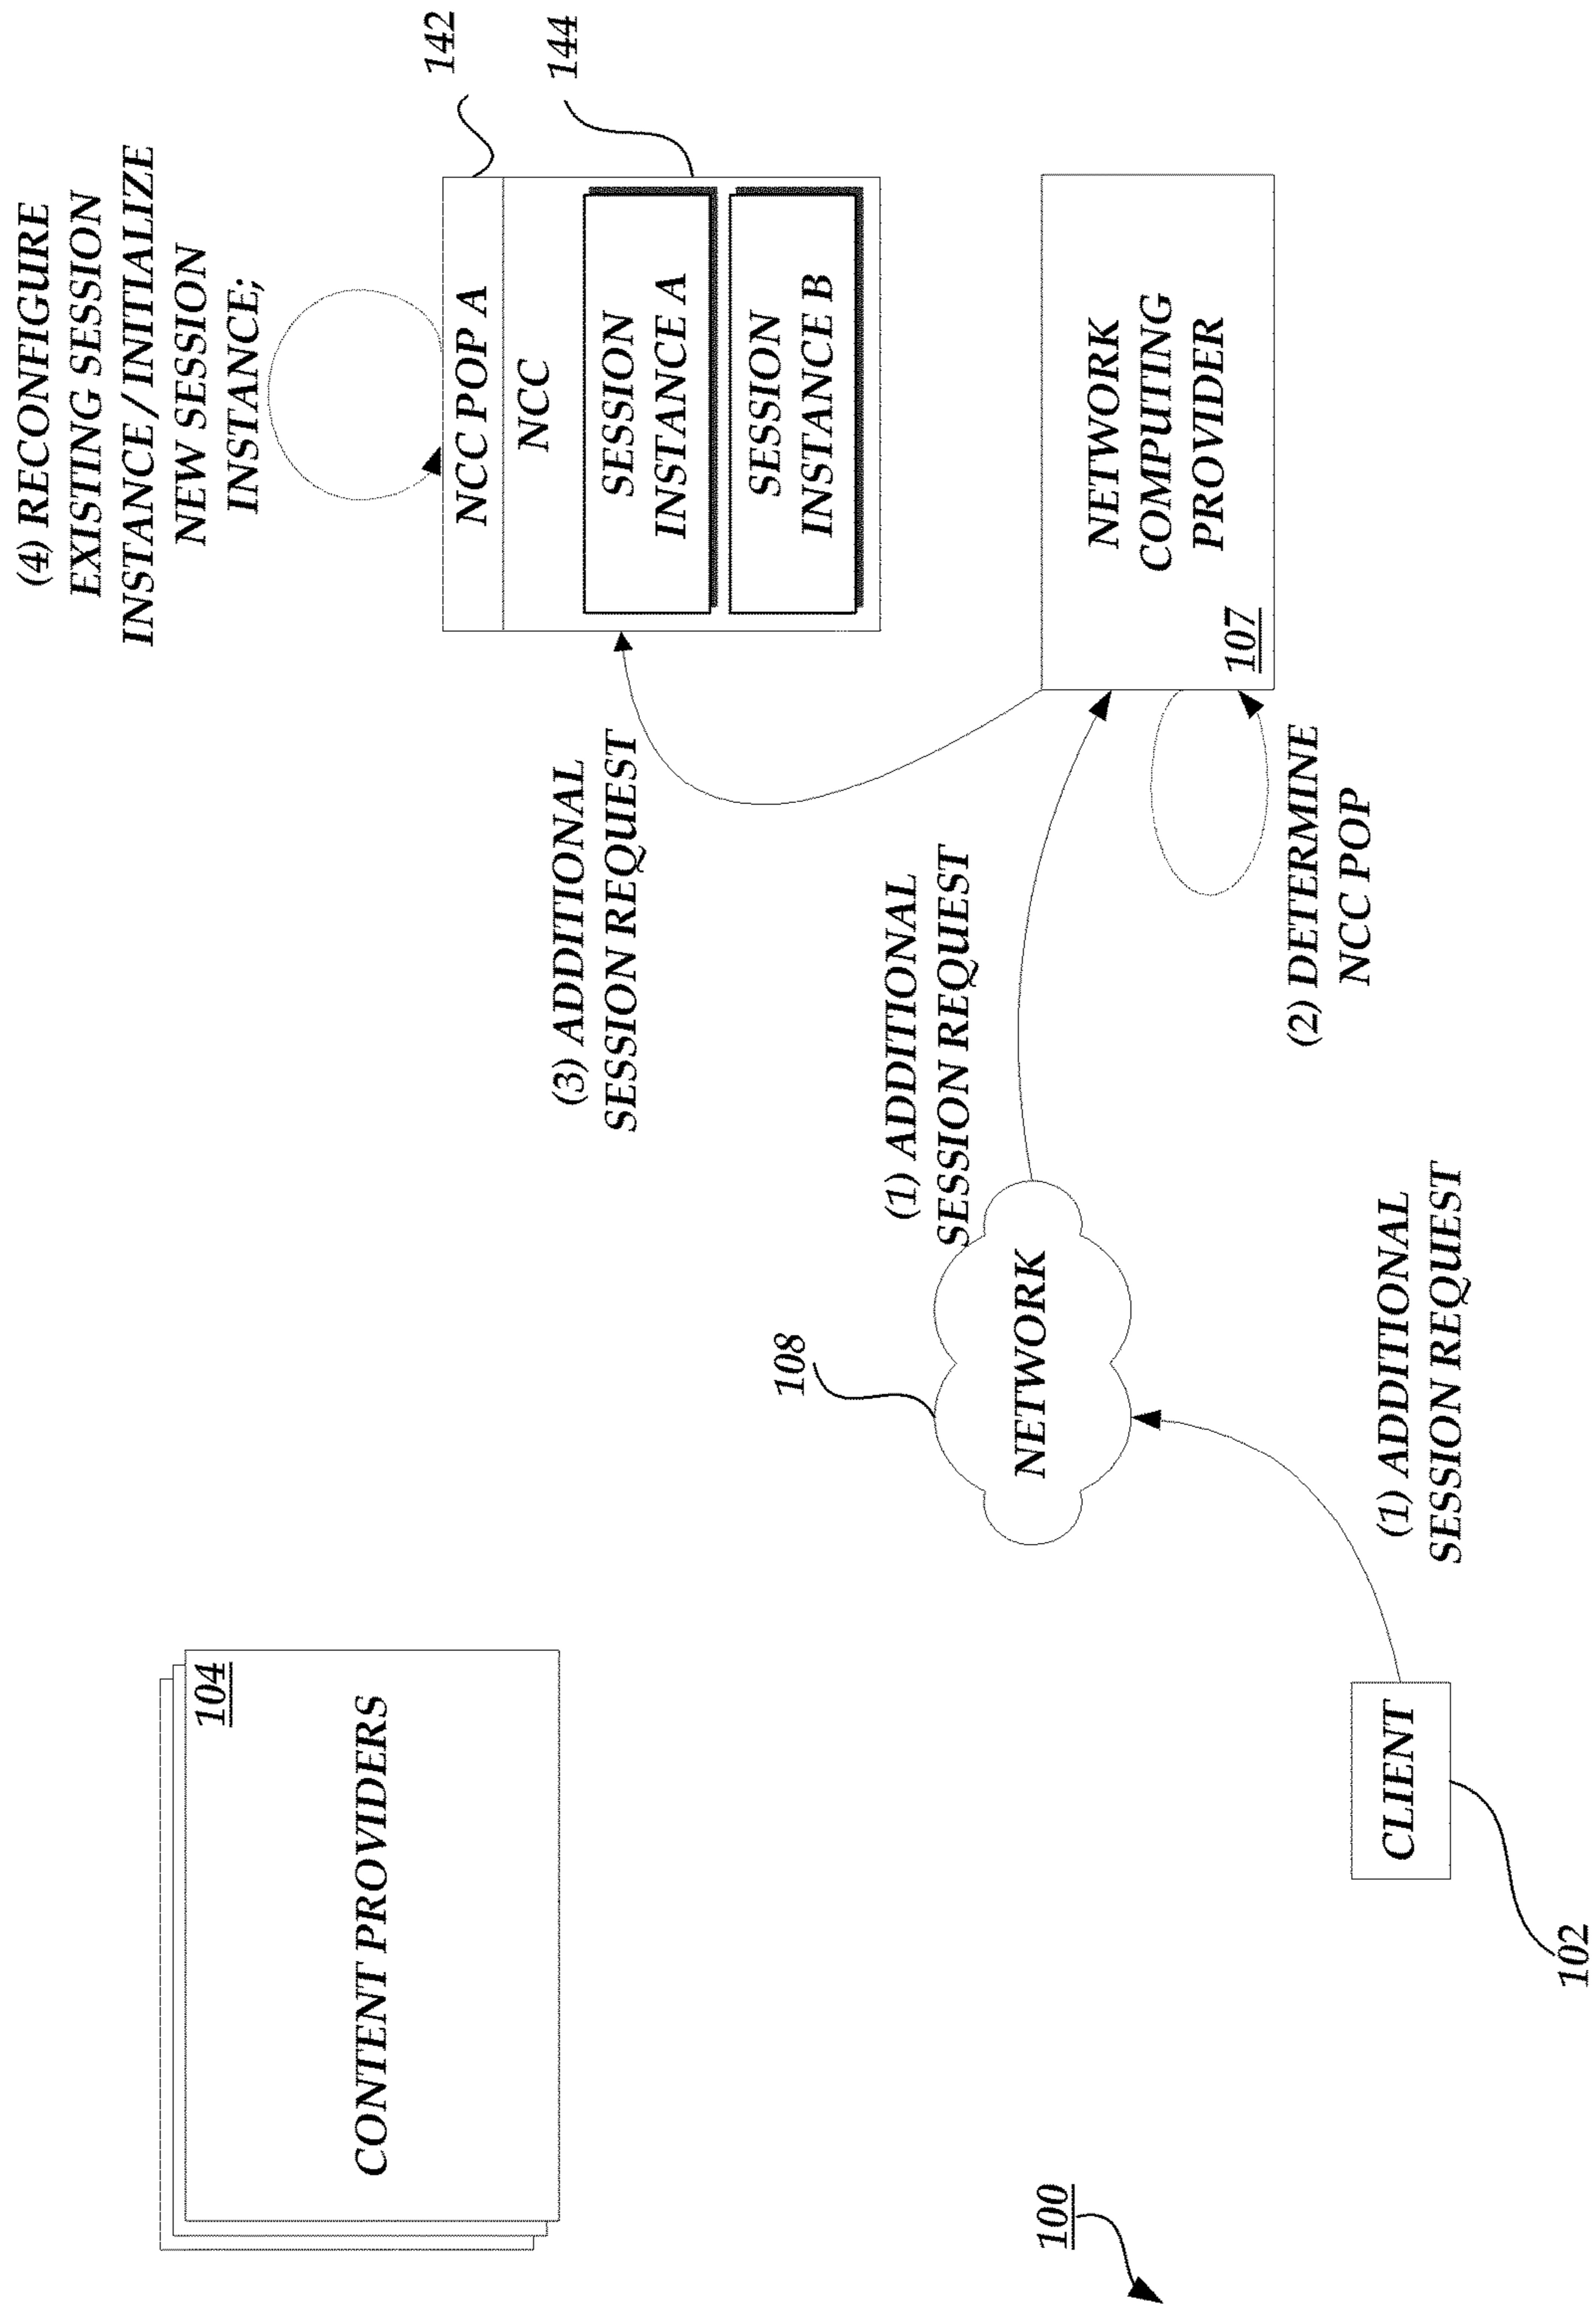 104
CONTENT PROVIDERS
(4) RECONFIGURE
EXISTING SESSION
INSTANCE / INITIALIZE
NEW SESSION
INSTANCE;
142
NCC POP A
NCC
144
SESSION
INSTANCE A
SESSION
INSTANCE B
(3) ADDITIONAL
SESSION REQUEST
108
NETWORK
(1) ADDITIONAL
SESSION REQUEST
NETWORK
COMPUTING
PROVIDER
107
(2) DETERMINE
NCC POP
(1) ADDITIONAL
SESSION REQUEST
CLIENT
102
100